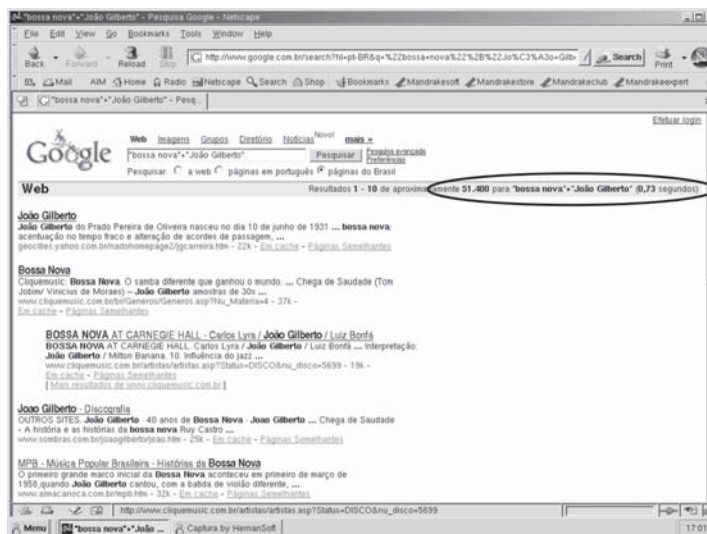 "bossa nova"+"João Gilberto" - Pesquisa Google - Netscape
File Edit View Go Bookmarks Tools Window Help
Back Forward Reload Stop http://www.google.com.br/search?hl=pt-BR&q=%22bossa+nova%22%2B%22Jo%C3%A3o+Gilb Search Print
Mail AIM Home Radio Netscape Search Shop Bookmarks Mandrakesoft Mandrakestore Mandrakeclub Mandrakeexpert
"bossa nova"+"João Gilberto" - Pesq...
Efetuar login
Google
Web Imagens Grupos Diretório Notícias Novo! mais »
"bossa nova"+"João Gilberto" Pesquisar Pesquisa avançada
Preferências
Pesquisar: a web páginas em português páginas do Brasil
Web Resultados 1 - 10 de aproximadamente 51.400 para "bossa nova"+"João Gilberto" (0,73 segundos)
João Gilberto
João Gilberto do Prado Pereira de Oliveira nasceu no dia 10 de junho de 1931 ... bossa nova:
acentuação no tempo fraco e alteração de acordes de passagem, ...
geocities.yahoo.com.br/nadohomepage2/jgcarreira.htm - 22k - Em cache - Páginas Semelhantes
Bossa Nova
Cliquemusic: Bossa Nova. O samba diferente que ganhou o mundo. ... Chega de Saudade (Tom
Jobim/ Vinicius de Moraes) – João Gilberto amostras de 30s ...
www.cliquemusic.com.br/br/Generos/Generos.asp?Nu_Materia=4 - 37k -
Em cache - Páginas Semelhantes
BOSSA NOVA AT CARNEGIE HALL - Carlos Lyra / João Gilberto / Luiz Bonfá
BOSSA NOVA AT CARNEGIE HALL. Carlos Lyra / João Gilberto / Luiz Bonfá ... Interpretação:
João Gilberto / Milton Banana. 10. Influência do jazz ...
www.cliquemusic.com.br/artistas/artistas.asp?Status=DISCO&nu_disco=5699 - 19k -
Em cache - Páginas Semelhantes
[ Mais resultados de www.cliquemusic.com.br ]
Joao Gilberto - Discografia
OUTROS SITES. João Gilberto · 40 anos de Bossa Nova · Joao Gilberto ... Chega de Saudade
- A história e as histórias da bossa nova Ruy Castro ...
www.sombras.com.br/joaogilberto/joao.htm - 25k - Em cache - Páginas Semelhantes
MPB - Música Popular Brasileira - Histórias da Bossa Nova
O primeiro grande marco inicial da Bossa Nova aconteceu em primeiro de março de
1958,quando João Gilberto cantou, com a batida de violão diferente, ...
www.almacarioca.com.br/mpb.htm - 32k - Em cache - Páginas Semelhantes
http://www.cliquemusic.com.br/artistas/artistas.asp?Status=DISCO&nu_disco=5699
Menu "bossa nova"+"João ... Captura by HernanSoft 17:01